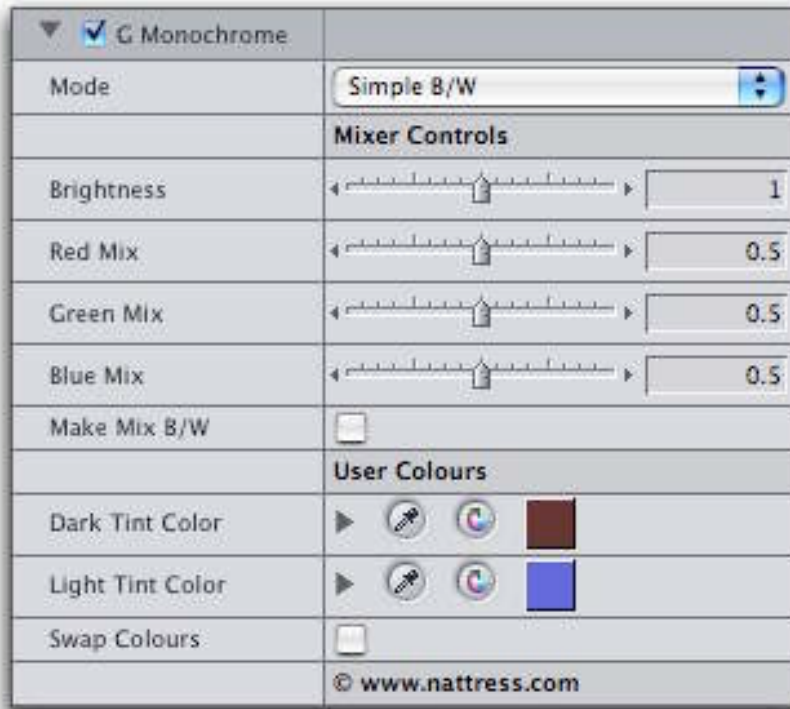 G Monochrome
Mode Simple B/W
Mixer Controls
Brightness 1
Red Mix 0.5
Green Mix 0.5
Blue Mix 0.5
Make Mix B/W
User Colours
Dark Tint Color
Light Tint Color
Swap Colours
© www.nattress.com